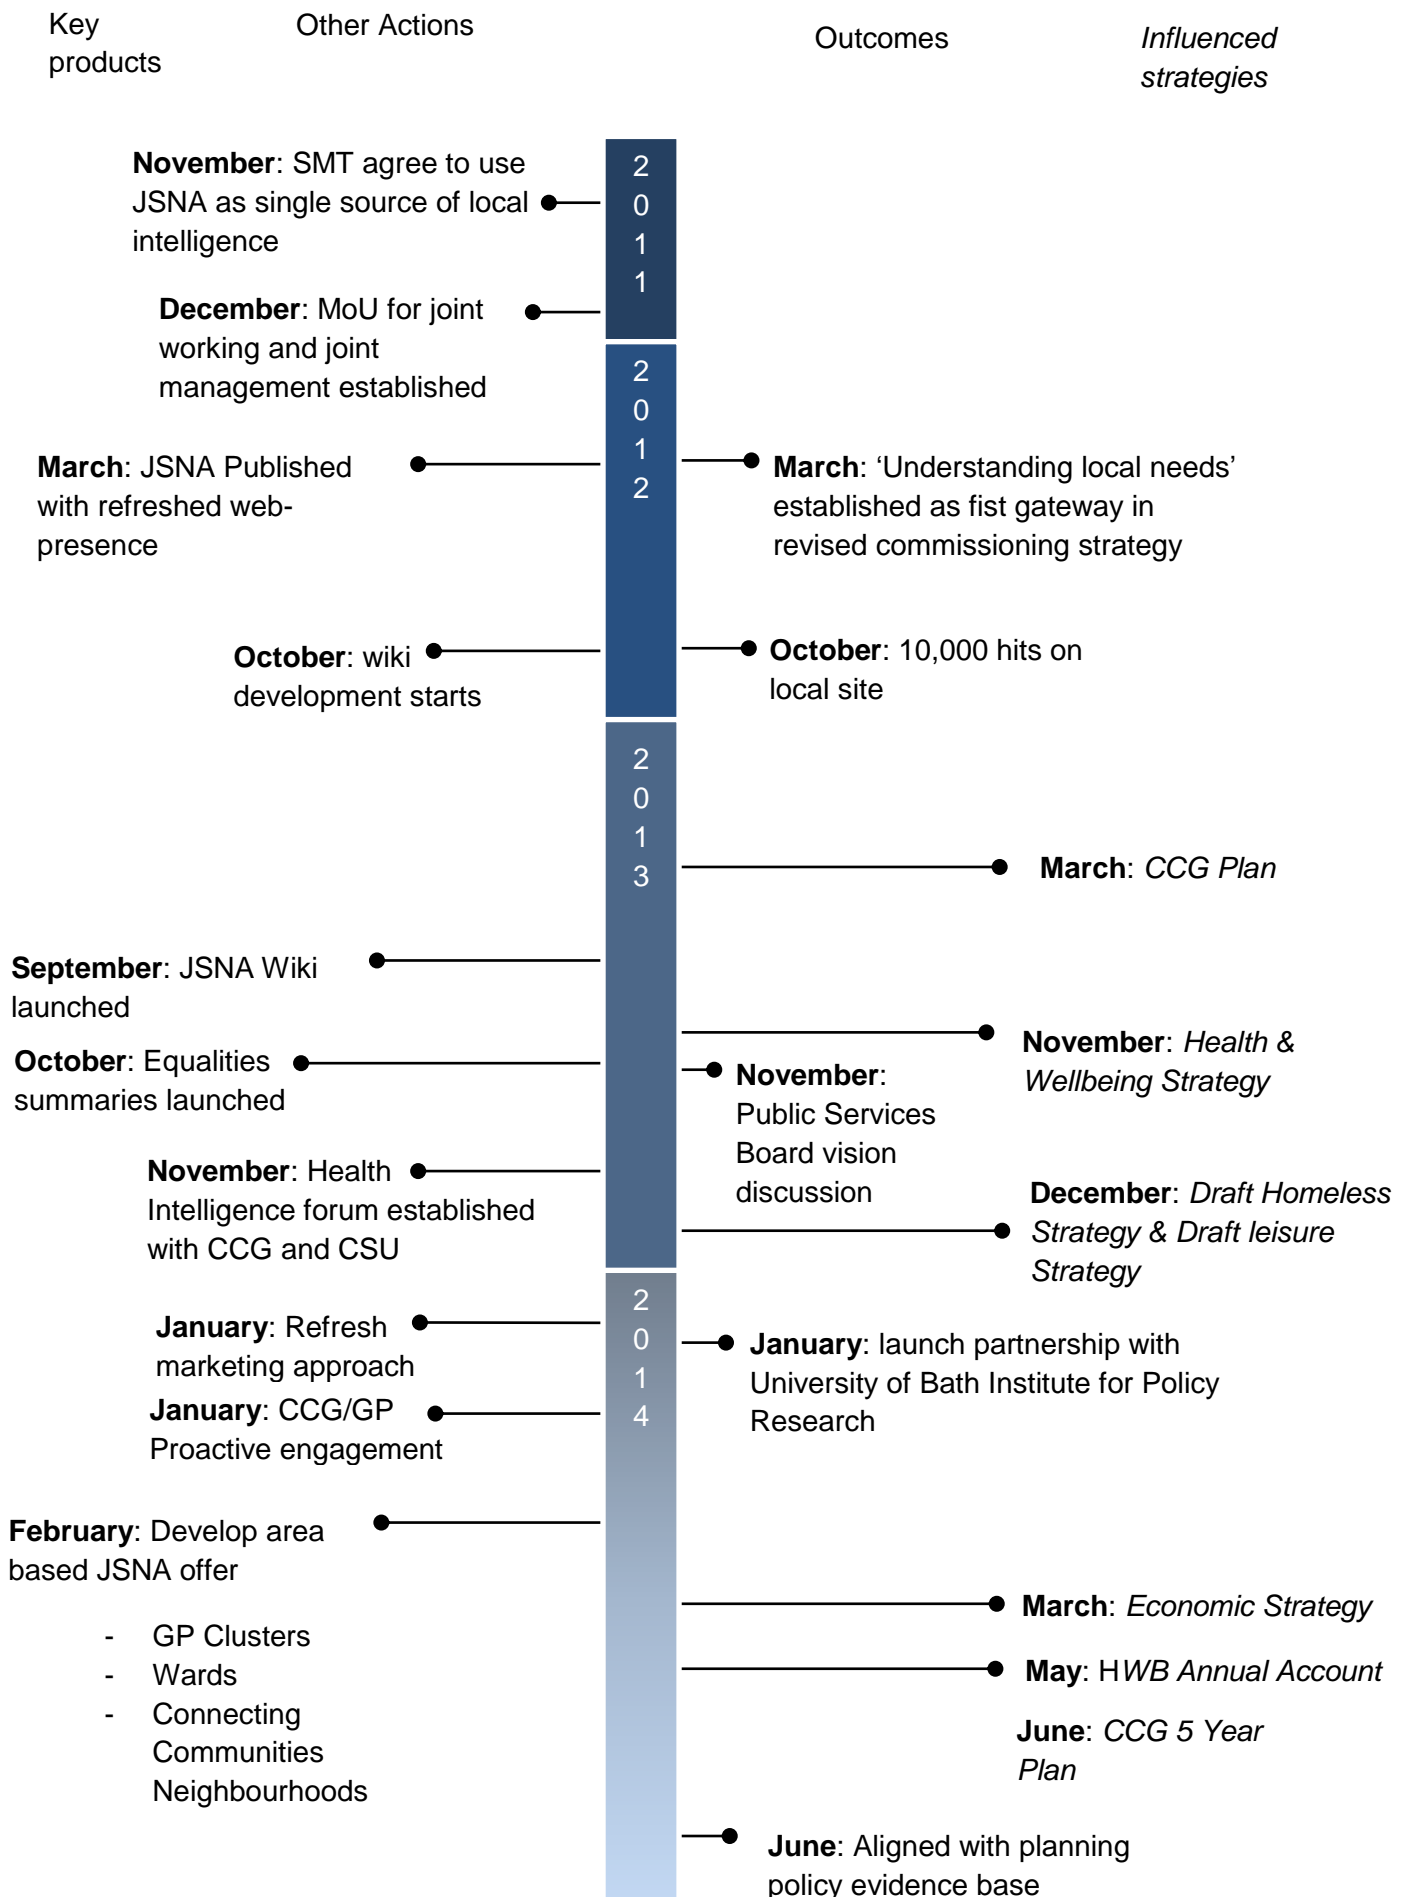 Key
products
Other Actions
Outcomes
Influenced
strategies
November: SMT agree to use
JSNA as single source of local
intelligence
2
0
1
1
December: MoU for joint
working and joint
management established
2
0
1
2
March: JSNA Published
with refreshed web-
presence
March: ‘Understanding local needs’
established as fist gateway in
revised commissioning strategy
October: wiki
development starts
October: 10,000 hits on
local site
2
0
1
3
March: CCG Plan
September: JSNA Wiki
launched
November: Health &
Wellbeing Strategy
October: Equalities
summaries launched
November:
Public Services
Board vision
discussion
November: Health
Intelligence forum established
with CCG and CSU
December: Draft Homeless
Strategy & Draft leisure
Strategy
2
0
1
4
January: Refresh
marketing approach
January: launch partnership with
University of Bath Institute for Policy
Research
January: CCG/GP
Proactive engagement
February: Develop area
based JSNA offer
- GP Clusters
- Wards
- Connecting
Communities
Neighbourhoods
March: Economic Strategy
May: HWB Annual Account
June: CCG 5 Year
Plan
June: Aligned with planning
policy evidence base